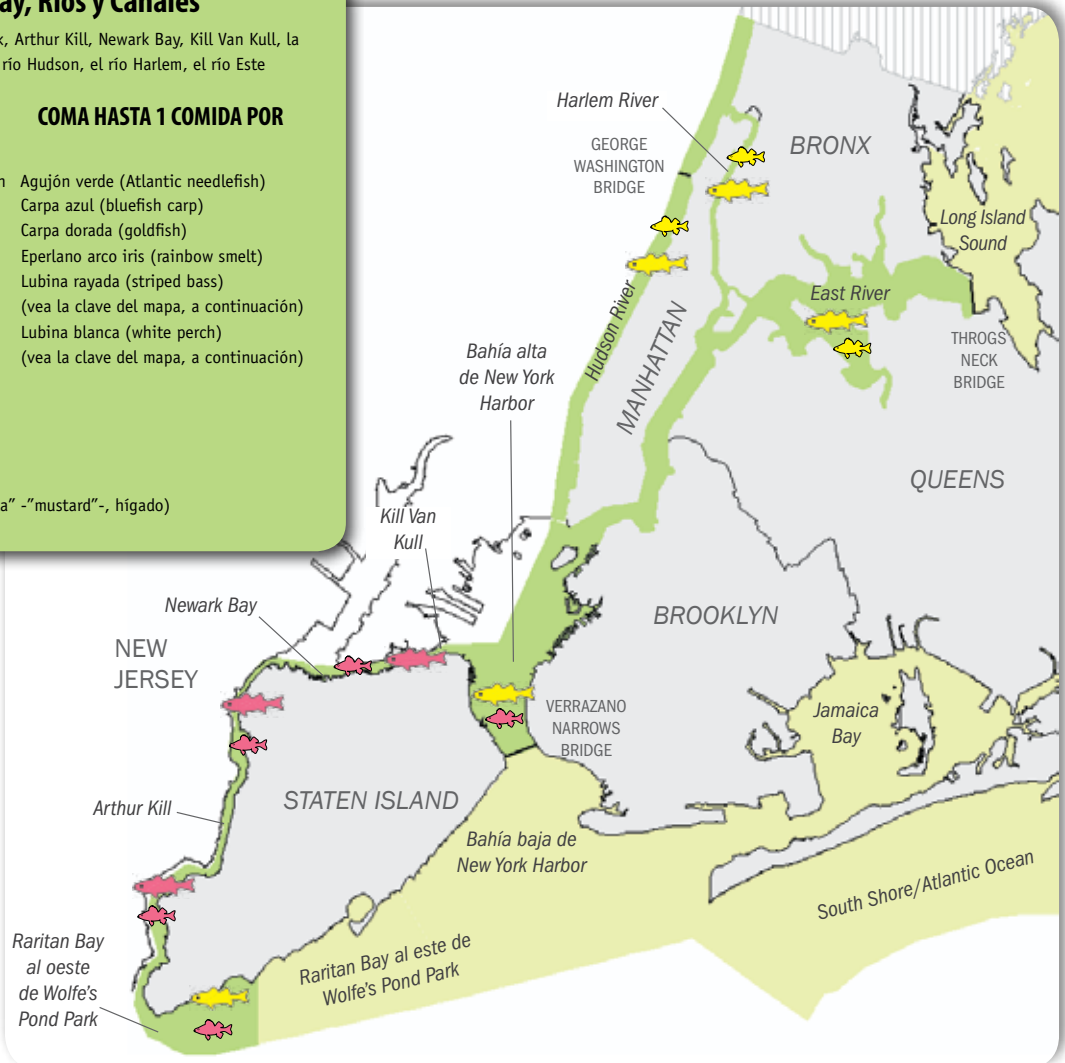 ay, Ríos y Canales
, Arthur Kill, Newark Bay, Kill Van Kull, la
río Hudson, el río Harlem, el río Este
COMA HASTA 1 COMIDA POR
Agujón verde (Atlantic needlefish)
Carpa azul (bluefish carp)
Carpa dorada (goldfish)
Eperlano arco iris (rainbow smelt)
Lubina rayada (striped bass)
(vea la clave del mapa, a continuación)
Lubina blanca (white perch)
(vea la clave del mapa, a continuación)
a" -"mustard"-, hígado)
Harlem River
GEORGE
WASHINGTON
BRIDGE
BRONX
Long Island
Sound
East River
Hudson River
MANHATTAN
THROGS
NECK
BRIDGE
Bahía alta
de New York
Harbor
QUEENS
Kill Van
Kull
Newark Bay
BROOKLYN
NEW
JERSEY
VERRAZANO
NARROWS
BRIDGE
Jamaica
Bay
STATEN ISLAND
Arthur Kill
Bahía baja de
New York Harbor
South Shore/Atlantic Ocean
Raritan Bay
al oeste
de Wolfe's
Pond Park
Raritan Bay al este de
Wolfe's Pond Park